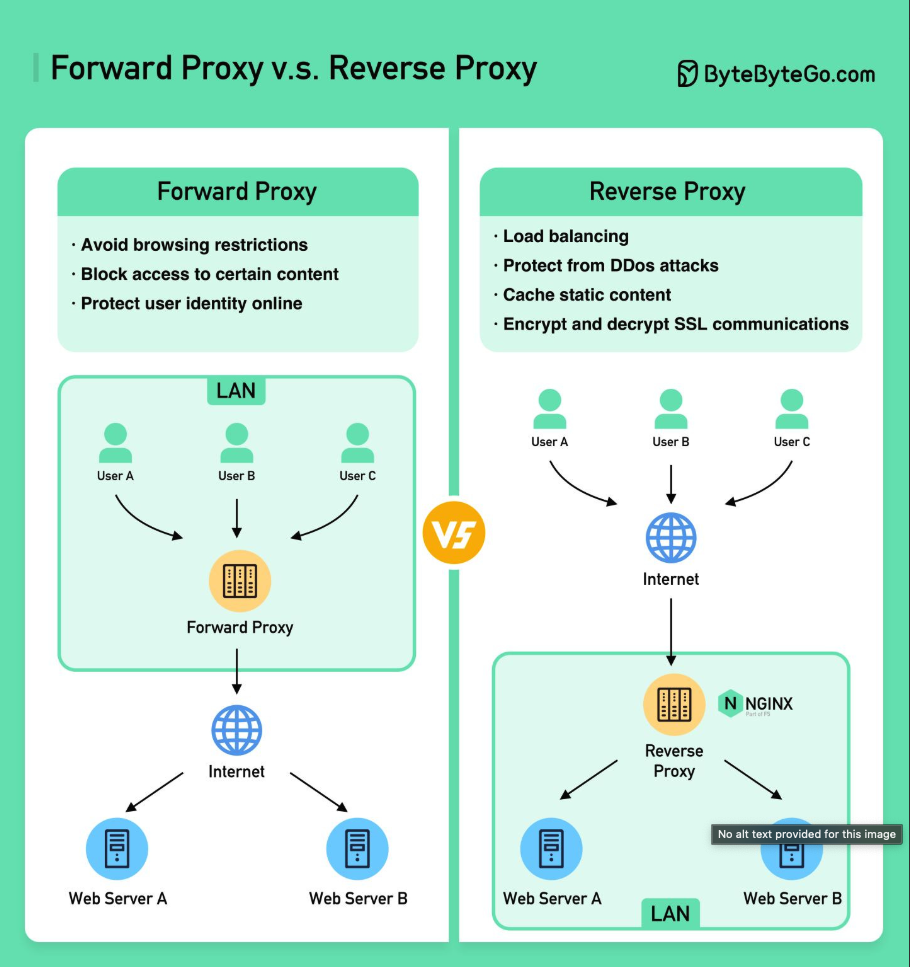 Forward Proxy v.s. Reverse Proxy
ByteByteGo.com
Forward Proxy
· Avoid browsing restrictions
· Block access to certain content
· Protect user identity online
LAN
User A
User B
User C
Forward Proxy
Internet
Web Server A
Web Server B
VS
Reverse Proxy
· Load balancing
· Protect from DDos attacks
· Cache static content
· Encrypt and decrypt SSL communications
User A
User B
User C
Internet
N NGINX
Part of F5
Reverse
Proxy
No alt text provided for this image
Web Server A
Web Server B
LAN